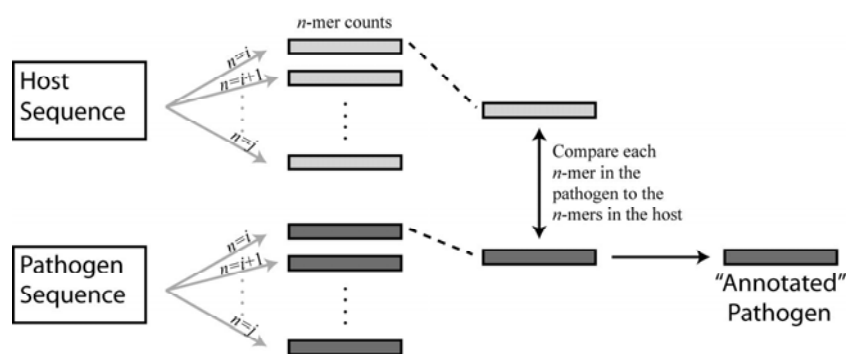 n-mer counts
Host
Sequence
n=i
n=i+1
n=j
Compare each
n-mer in the
pathogen to the
n-mers in the host
Pathogen
Sequence
n=i
n=i+1
n=j
“Annotated”
Pathogen